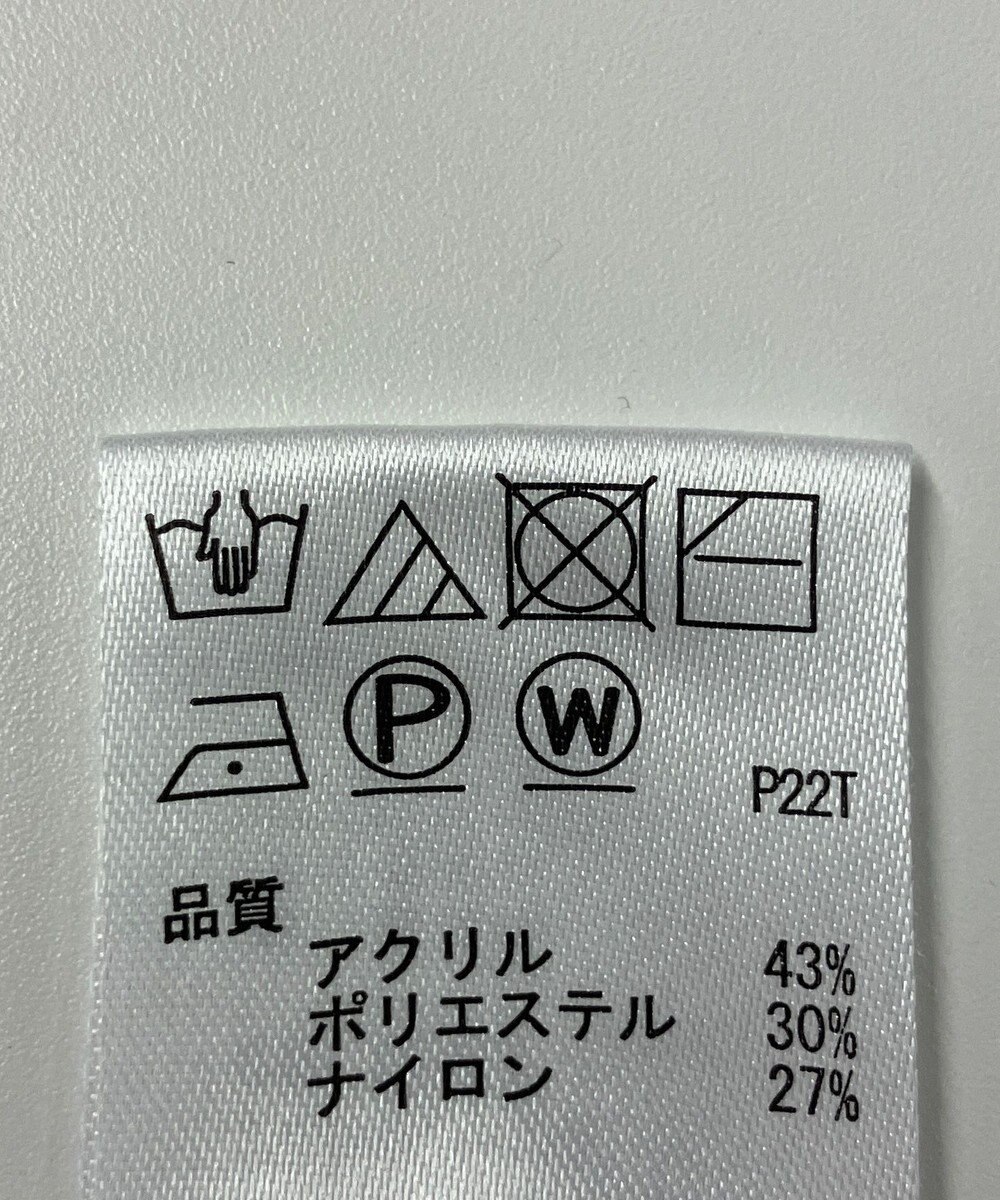 P W
P22T
品質
アクリル 43%
ポリエステル 30%
ナイロン 27%